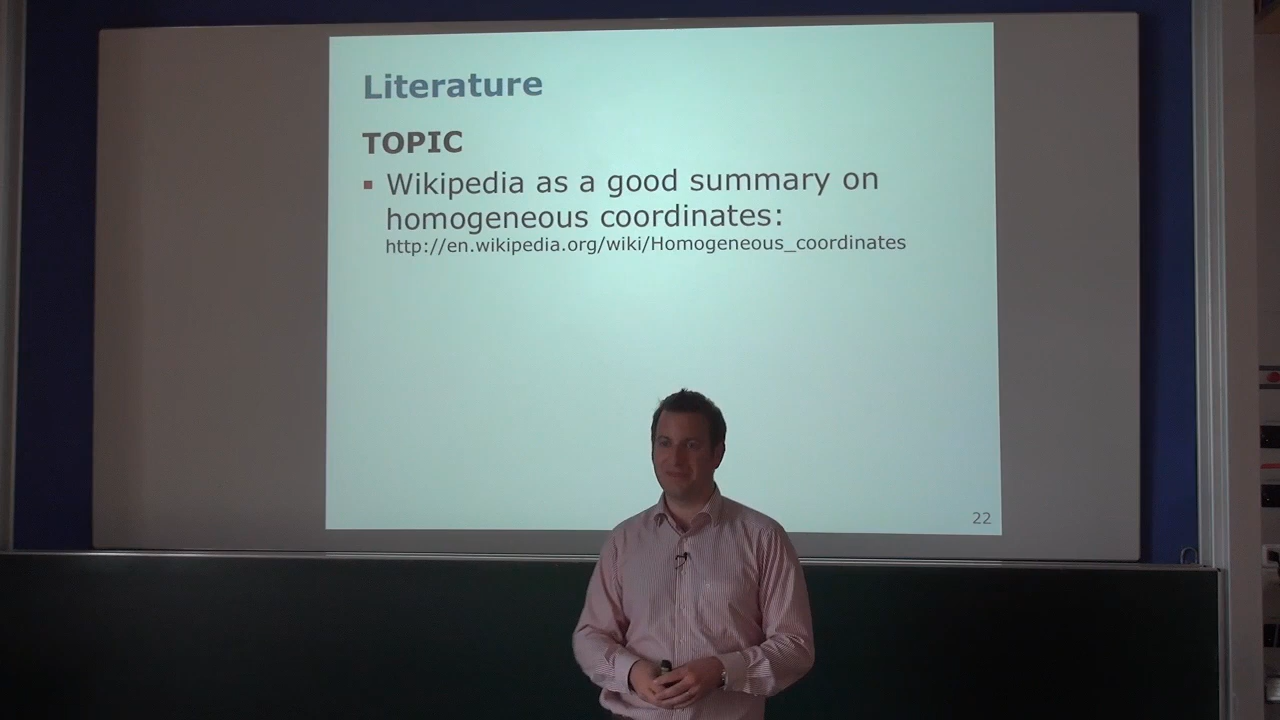 Literature
TOPIC
▪ Wikipedia as a good summary on
homogeneous coordinates:
http://en.wikipedia.org/wiki/Homogeneous_coordinates
22